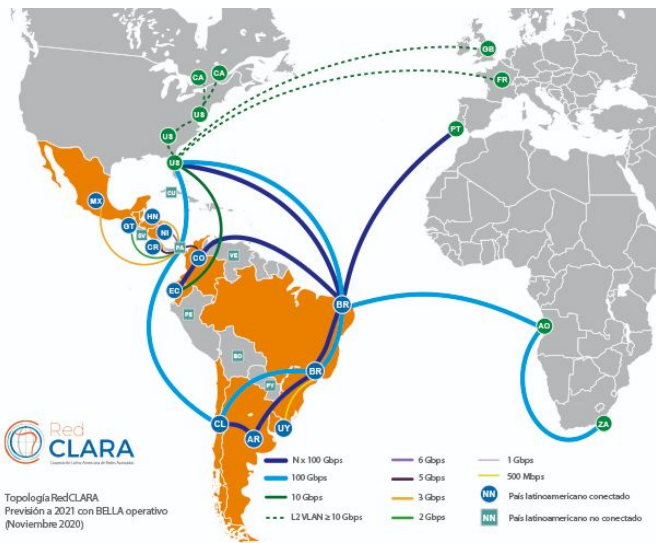 CA
CA
GB
FR
US
US
US
PT
MX
CU
HN
GT
SV
NI
CR
PA
CO
VE
EC
BR
PE
AO
BO
BR
PY
CL
AR
UY
ZA
Red
CLARA
Cooperación Latino Americana de Redes Avanzadas
Topología RedCLARA
Previsión a 2021 con BELLA operativo
(Noviembre 2020)
N x 100 Gbps
100 Gbps
10 Gbps
L2 VLAN ≥ 10 Gbps
6 Gbps
5 Gbps
3 Gbps
2 Gbps
1 Gbps
500 Mbps
NN País latinoamericano conectado
NN País latinoamericano no conectado